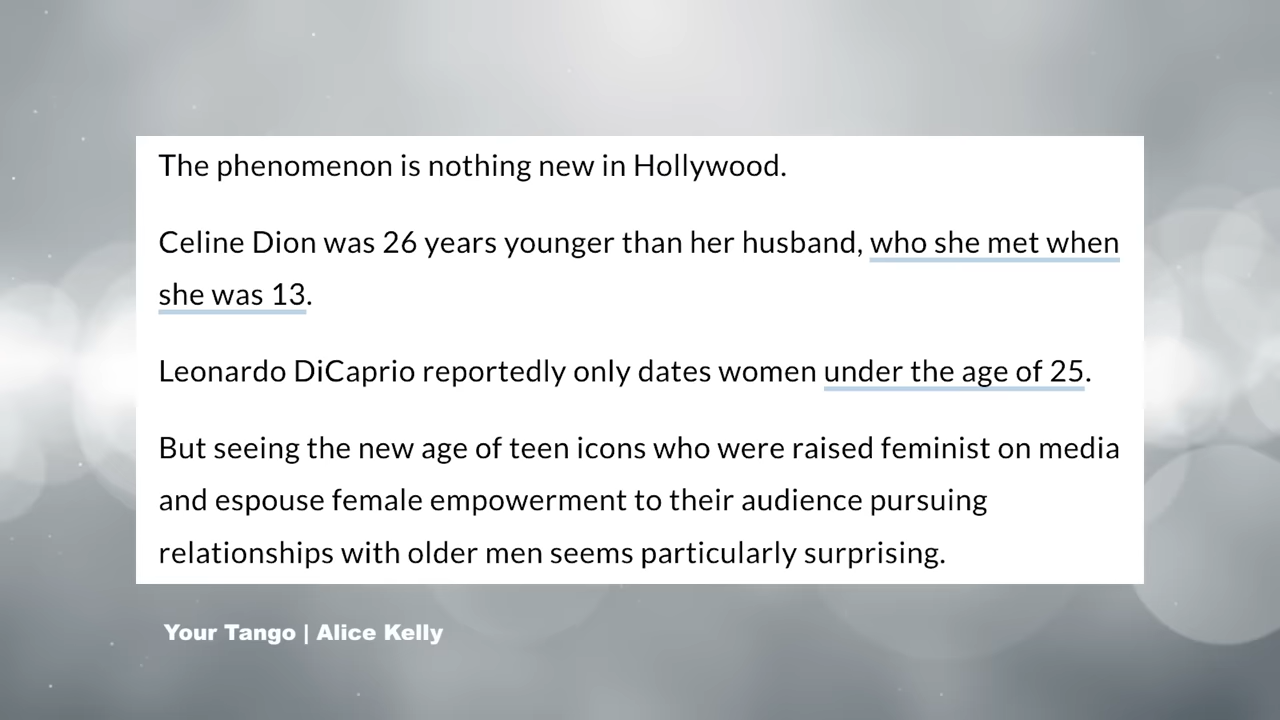 The phenomenon is nothing new in Hollywood.
Celine Dion was 26 years younger than her husband, who she met when
she was 13.
Leonardo DiCaprio reportedly only dates women under the age of 25.
But seeing the new age of teen icons who were raised feminist on media
and espouse female empowerment to their audience pursuing
relationships with older men seems particularly surprising.
Your Tango | Alice Kelly